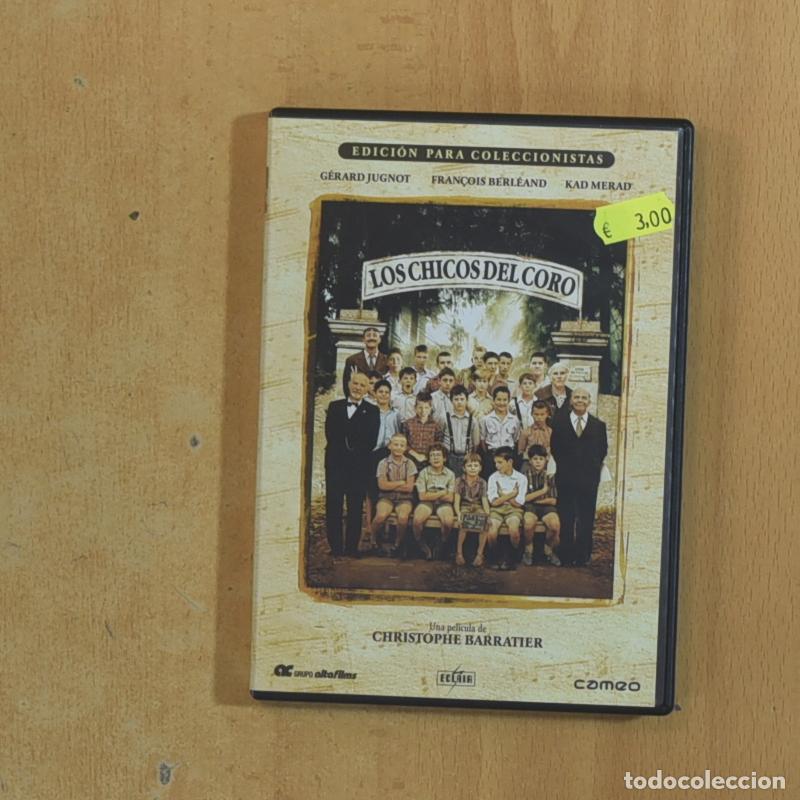 EDICIÓN PARA COLECCIONISTAS
GÉRARD JUGNOT FRANÇOIS BERLÉAND KAD MERAD
€ 3,00
LOS CHICOS DEL CORO
Una película de
CHRISTOPHE BARRATIER
GRUPO altafilms
ECLAIR
cameo
todocoleccion